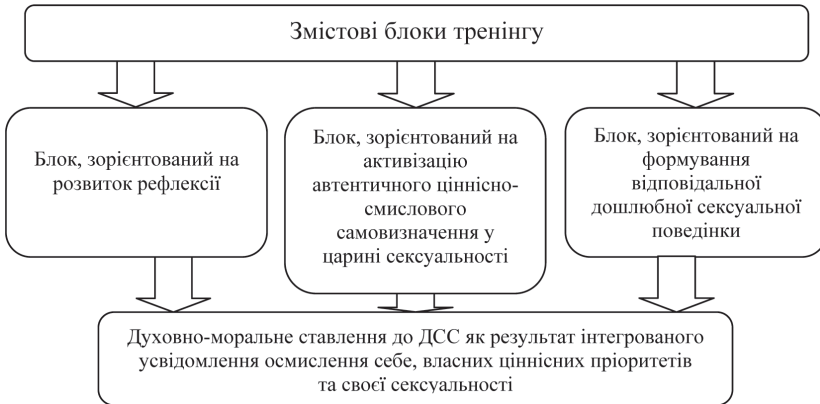 Змістові блоки тренінгу
Блок, зорієнтований на
розвиток рефлексії
Блок, зорієнтований на
активізацію
автентичного ціннісно-
смислового
самовизначення у
царині сексуальності
Блок, зорієнтований на
формування
відповідальної
дошлюбної сексуальної
поведінки
Духовно-моральне ставлення до ДСС як результат інтегрованого
усвідомлення осмислення себе, власних ціннісних пріоритетів
та своєї сексуальності